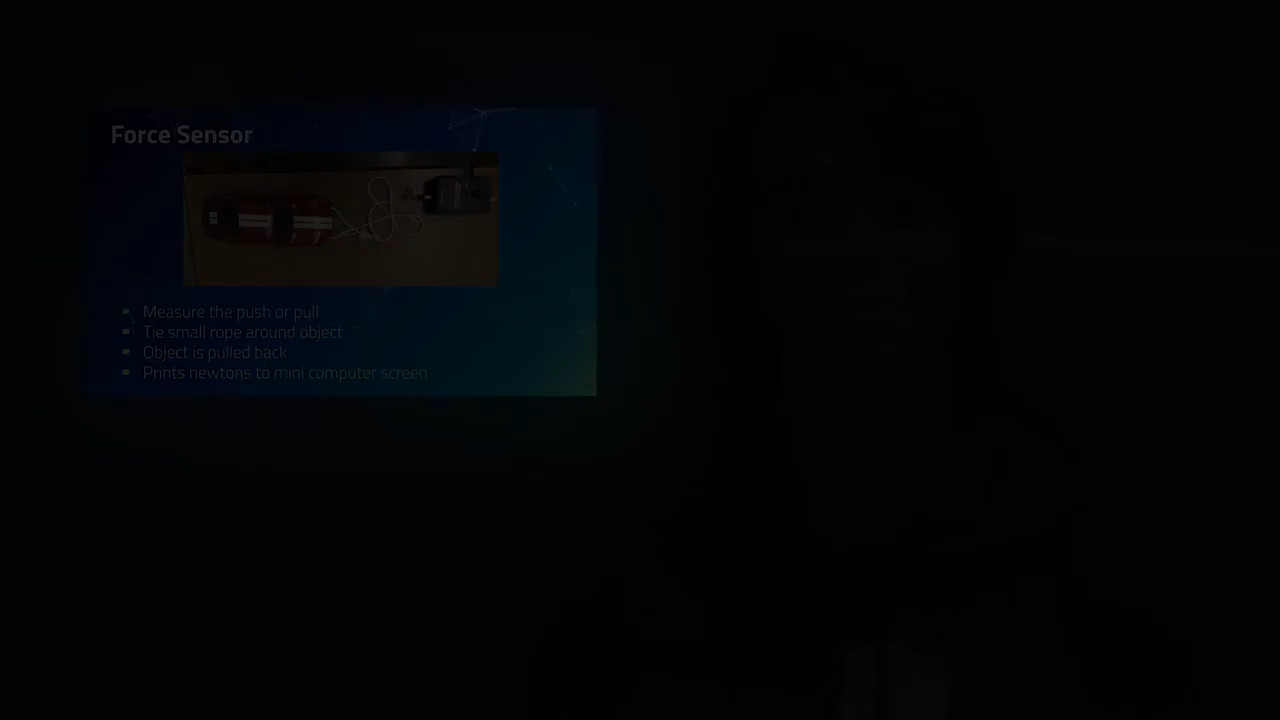 Force Sensor
Measure the push or pull
Tie small rope around object
Object is pulled back
Prints newtons to mini computer screen